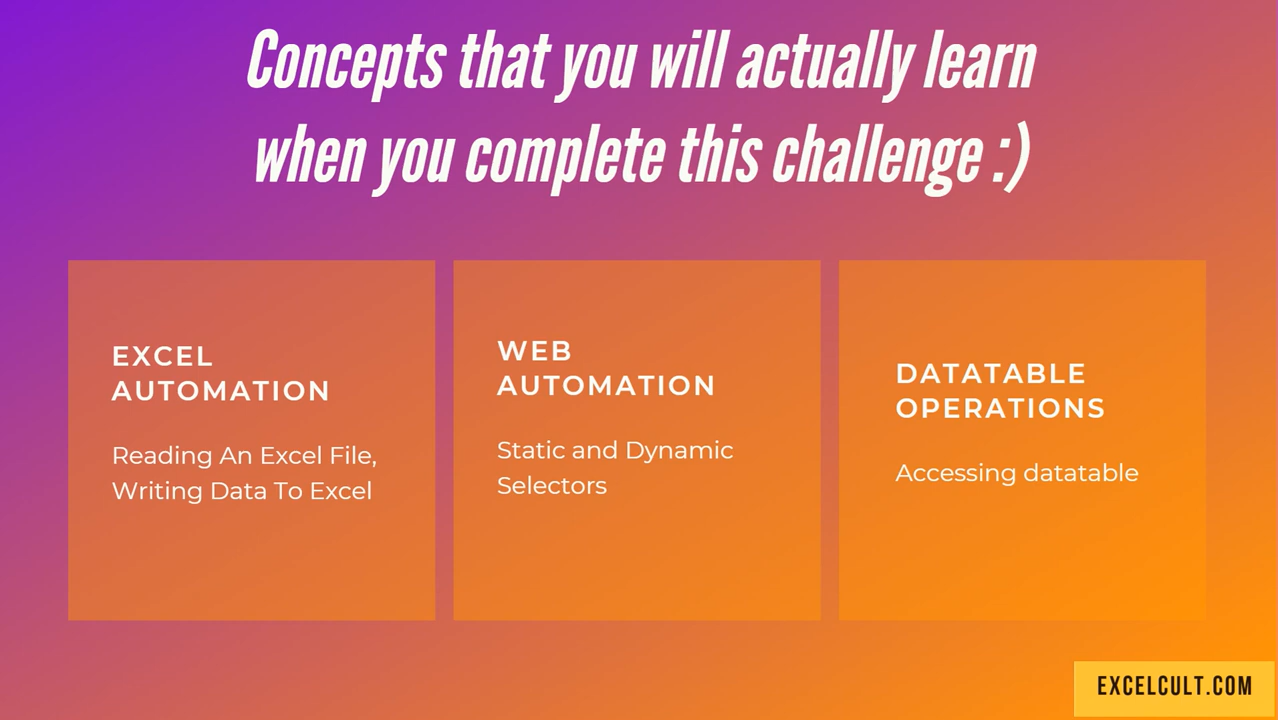 Concepts that you will actually learn
when you complete this challenge :)
EXCEL
AUTOMATION
Reading An Excel File,
Writing Data To Excel
WEB
AUTOMATION
Static and Dynamic
Selectors
DATATABLE
OPERATIONS
Accessing datatable
EXCELCULT.COM